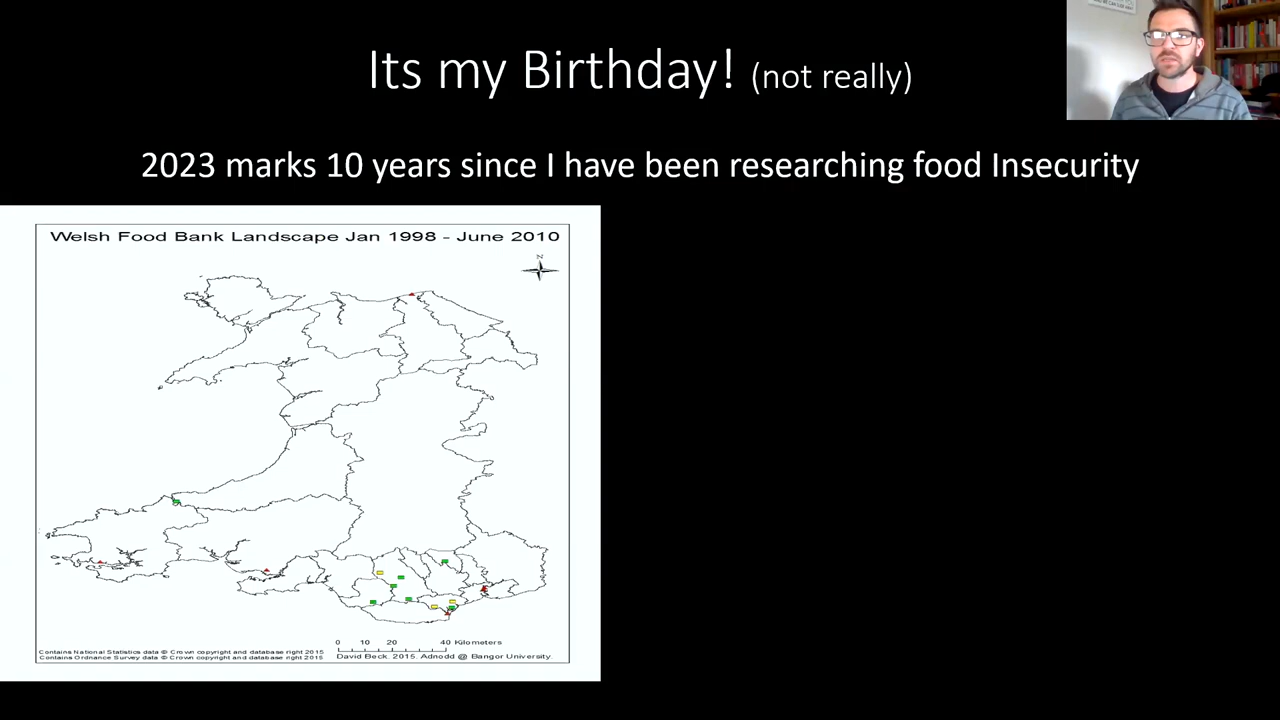 Its my Birthday! (not really)
2023 marks 10 years since I have been researching food Insecurity
Welsh Food Bank Landscape Jan 1998 - June 2010
N
0 10 20 40 Kilometers
Contains National Statistics data © Crown copyright and database right 2015
Contains Ordnance Survey data © Crown copyright and database right 2015
David Beck. 2015. Adnodd @ Bangor University.